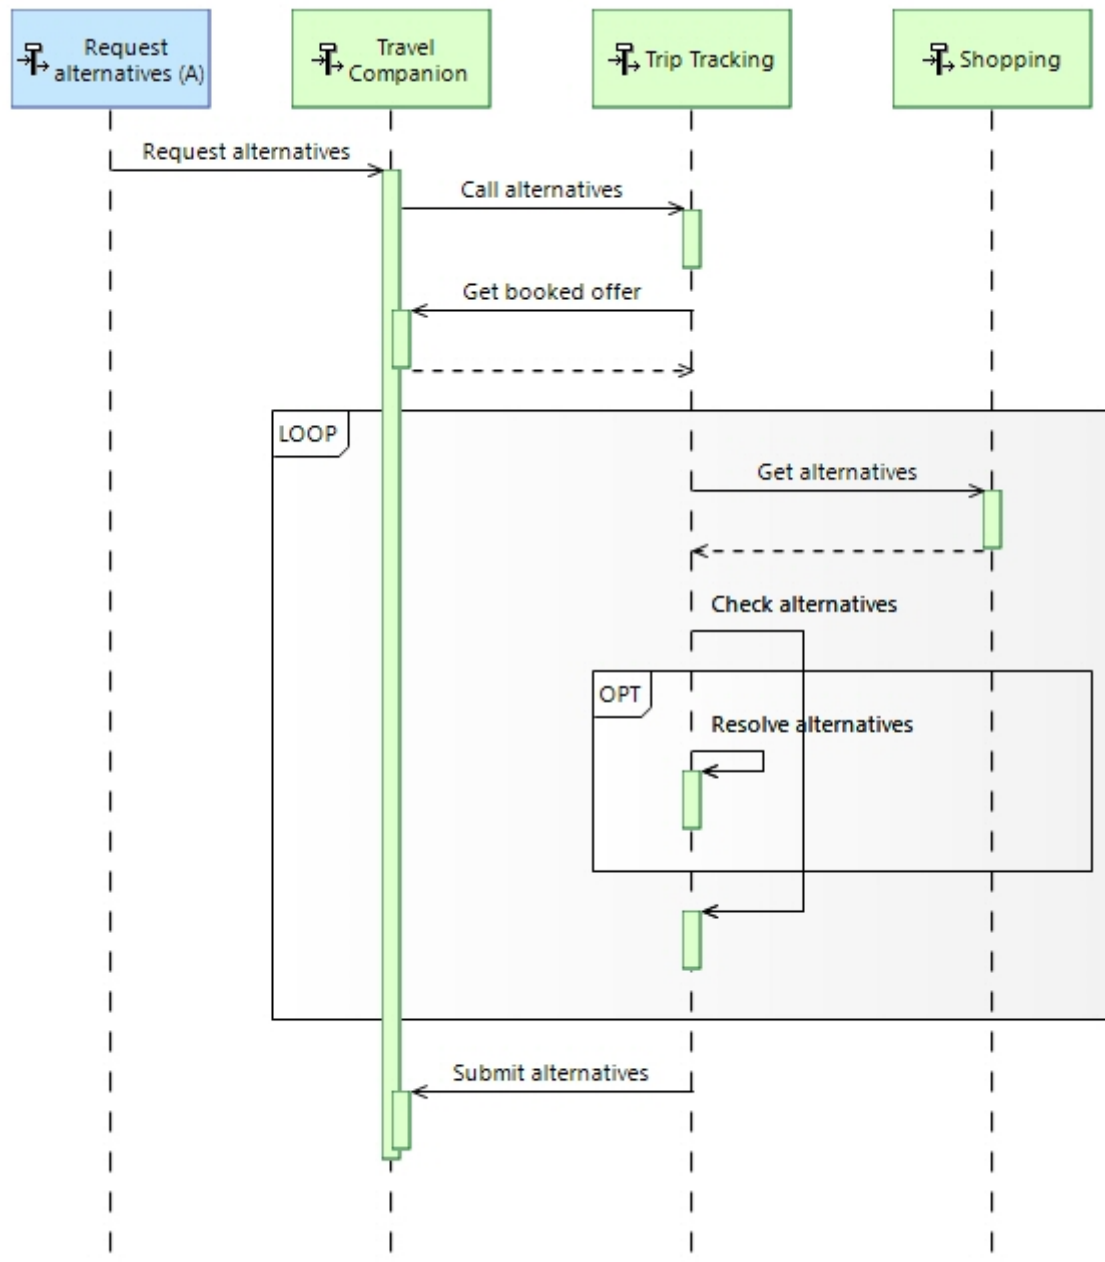 Request
alternatives (A)
Travel
Companion
Trip Tracking
Shopping
Request alternatives
Call alternatives
Get booked offer
LOOP
Get alternatives
Check alternatives
OPT
Resolve alternatives
Submit alternatives